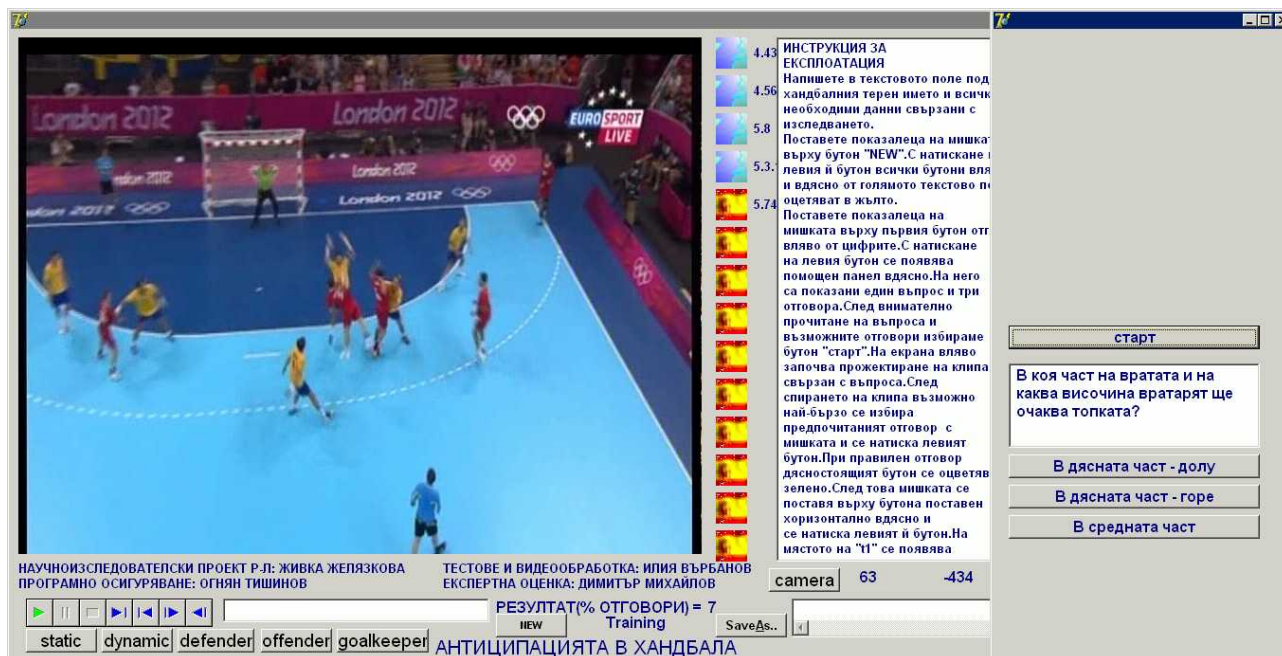 London 2012
London 2012
EUROSPORT
LIVE
London 2012
London 2012
London 2012
4.43
4.56
5.8
5.3.
5.74
ИНСТРУКЦИЯ ЗА
ЕКСПЛОАТАЦИЯ
Напишете в текстовото поле под
хандбалния терен името и
необходими данни свързани с
изследването.
Поставете показалеца на
върху бутон "NEW".С натискане
левия й бутон всички бутони
и вдясно от голямото текстово
оцетяват в жълто.
Поставете показалеца на
мишката върху първия бутон
вляво от цифрите.С натискане
на левия бутон се появява
помощен панел вдясно.На него
са показани един въпрос и три
отговора.След внимателно
прочитане на въпроса и
възможните отговори избираме
бутон "старт".На екрана вляво
започва прожектиране на клипа
свързан с въпроса.След
спирането на клипа възможно
най-бързо се избира
предпочитаният отговор с
мишката и се натиска левият
бутон.При правилен отговор
дясностоящият бутон се
зелено.След това мишката се
поставя върху бутона поставен
хоризонтално вдясно и
се натиска левият й бутон.На
мястото на "t1" се появява
старт
В коя част на вратата и на
каква височина вратарят ще
очаква топката?
В дясната част - долу
В дясната част - горе
В средната част
НАУЧНОИЗСЛЕДОВАТЕЛСКИ ПРОЕКТ Р.Л: ЖИВКА ЖЕЛЯЗКОВА
ПРОГРАМНО ОСИГУРЯВАНЕ: ОГНЯН ТИШИНОВ
ТЕСТОВЕ И ВИДЕООБРАБОТКА: ИЛИЯ ВЪРБАНОВ
ЕКСПЕРТНА ОЦЕНКА: ДИМИТЪР МИХАЙЛОВ
camera 63 -434
РЕЗУЛТАТ(% ОТГОВОРИ) = 7
NEW Training SaveAs..
static dynamic defender offender goalkeeper
АНТИЦИПАЦИЯТА В ХАНДБАЛА